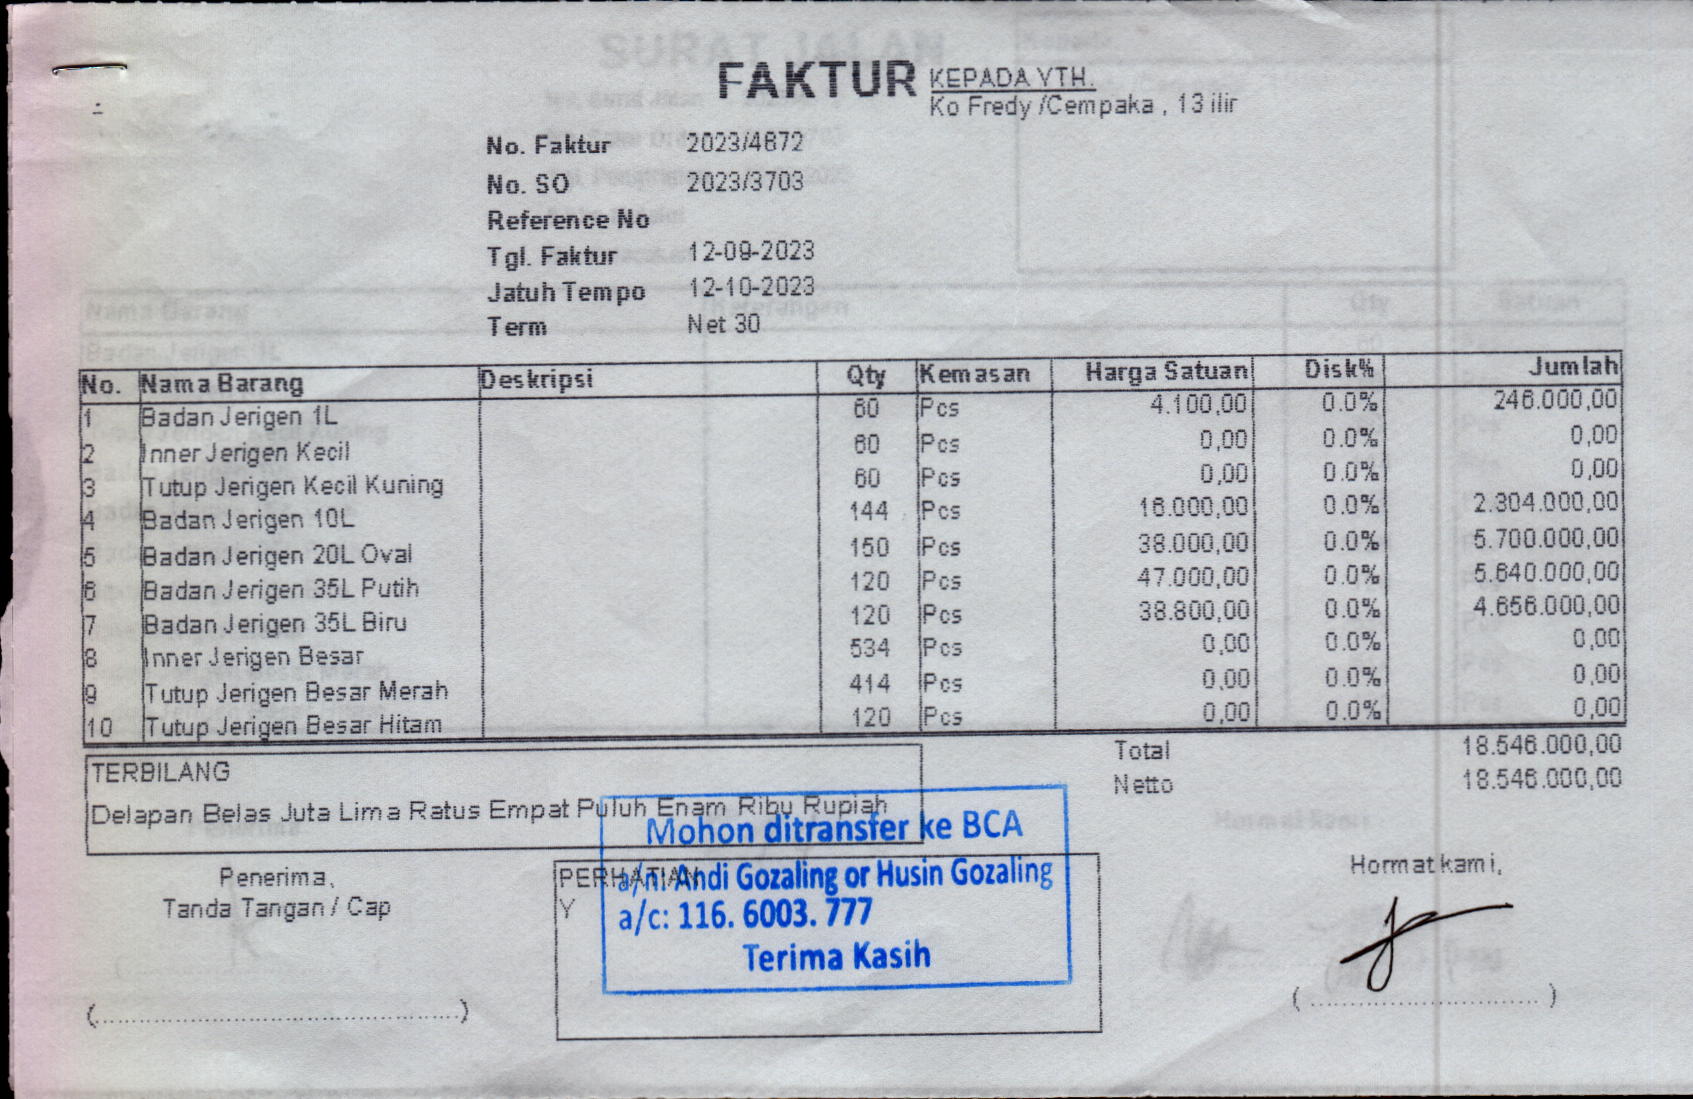 FAKTUR
KEPADA YTH.
Ko Fredy /Cempaka , 13 ilir
No. Faktur 2023/4872
No. SO 2023/3703
Reference No
Tgl. Faktur 12-09-2023
Jatuh Tempo 12-10-2023
Term Net 30
No. Nama Barang Deskripsi Qty Kemasan Harga Satuan Disk% Jumlah
1 Badan Jerigen 1L 60 Pcs 4.100,00 0.0% 246.000,00
2 Inner Jerigen Kecil 60 Pcs 0,00 0.0% 0,00
3 Tutup Jerigen Kecil Kuning 60 Pcs 0,00 0.0% 0,00
4 Badan Jerigen 10L 144 Pcs 16.000,00 0.0% 2.304.000,00
5 Badan Jerigen 20L Oval 150 Pcs 38.000,00 0.0% 5.700.000,00
6 Badan Jerigen 35L Putih 120 Pcs 47.000,00 0.0% 5.640.000,00
7 Badan Jerigen 35L Biru 120 Pcs 38.800,00 0.0% 4.656.000,00
8 Inner Jerigen Besar 534 Pcs 0,00 0.0% 0,00
9 Tutup Jerigen Besar Merah 414 Pcs 0,00 0.0% 0,00
10 Tutup Jerigen Besar Hitam 120 Pcs 0,00 0.0% 0,00
Total 18.546.000,00
Netto 18.546.000,00
TERBILANG
Delapan Belas Juta Lima Ratus Empat Puluh Enam Ribu Rupiah
Mohon ditransfer ke BCA
a/n: Andi Gozaling or Husin Gozaling
a/c: 116. 6003. 777
Terima Kasih
PERHATIAN
Y
Penerima,
Tanda Tangan / Cap
(..............................................)
Hormat kami,
(..............................)